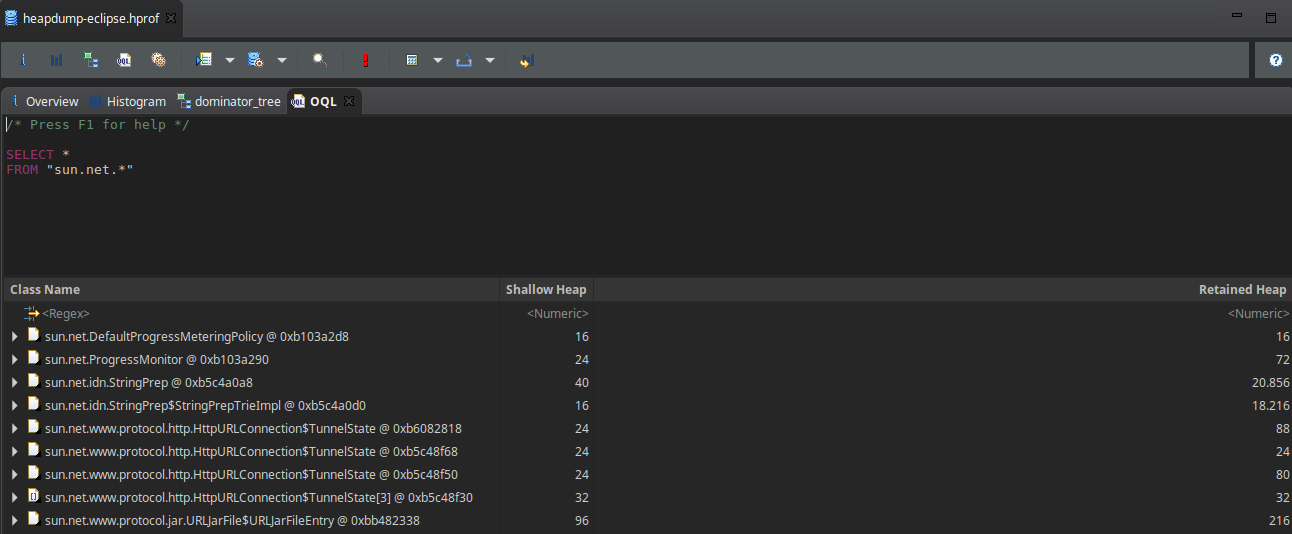 heapdump-eclipse.hprof
i OQL ! ?
i Overview Histogram dominator_tree OQL OQL
/* Press F1 for help */
SELECT *
FROM "sun.net.*"
Class Name Shallow Heap Retained Heap
<Regex> <Numeric> <Numeric>
sun.net.DefaultProgressMeteringPolicy @ 0xb103a2d8 16 16
sun.net.ProgressMonitor @ 0xb103a290 24 72
sun.net.idn.StringPrep @ 0xb5c4a0a8 40 20.856
sun.net.idn.StringPrep$StringPrepTrieImpl @ 0xb5c4a0d0 16 18.216
sun.net.www.protocol.http.HttpURLConnection$TunnelState @ 0xb6082818 24 88
sun.net.www.protocol.http.HttpURLConnection$TunnelState @ 0xb5c48f68 24 24
sun.net.www.protocol.http.HttpURLConnection$TunnelState @ 0xb5c48f50 24 80
sun.net.www.protocol.http.HttpURLConnection$TunnelState[3] @ 0xb5c48f30 32 32
sun.net.www.protocol.jar.URLJarFile$URLJarFileEntry @ 0xbb482338 96 216